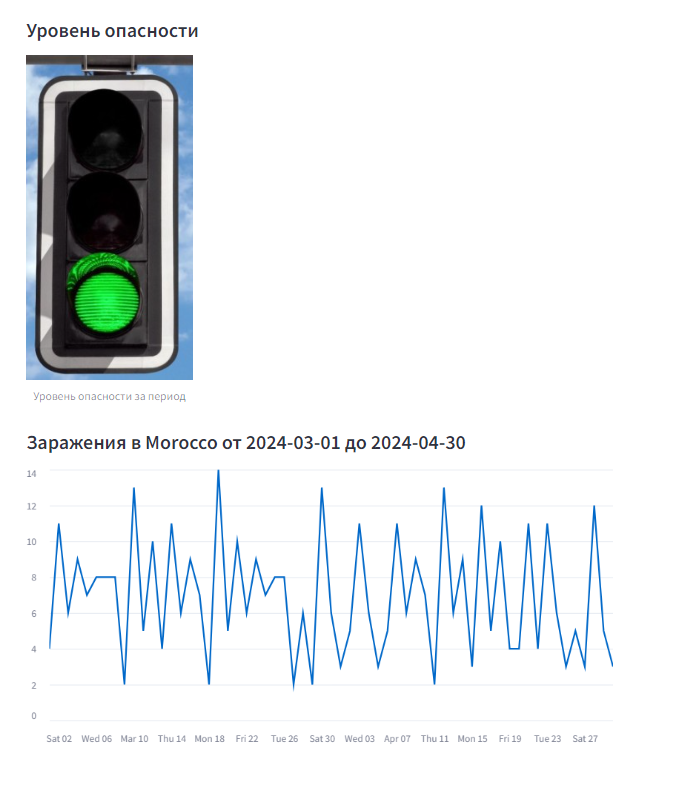 Уровень опасности
Уровень опасности за период
Заражения в Morocco от 2024-03-01 до 2024-04-30
14
12
10
8
6
4
2
0
Sat 02 Wed 06 Mar 10 Thu 14 Mon 18 Fri 22 Tue 26 Sat 30 Wed 03 Apr 07 Thu 11 Mon 15 Fri 19 Tue 23 Sat 27